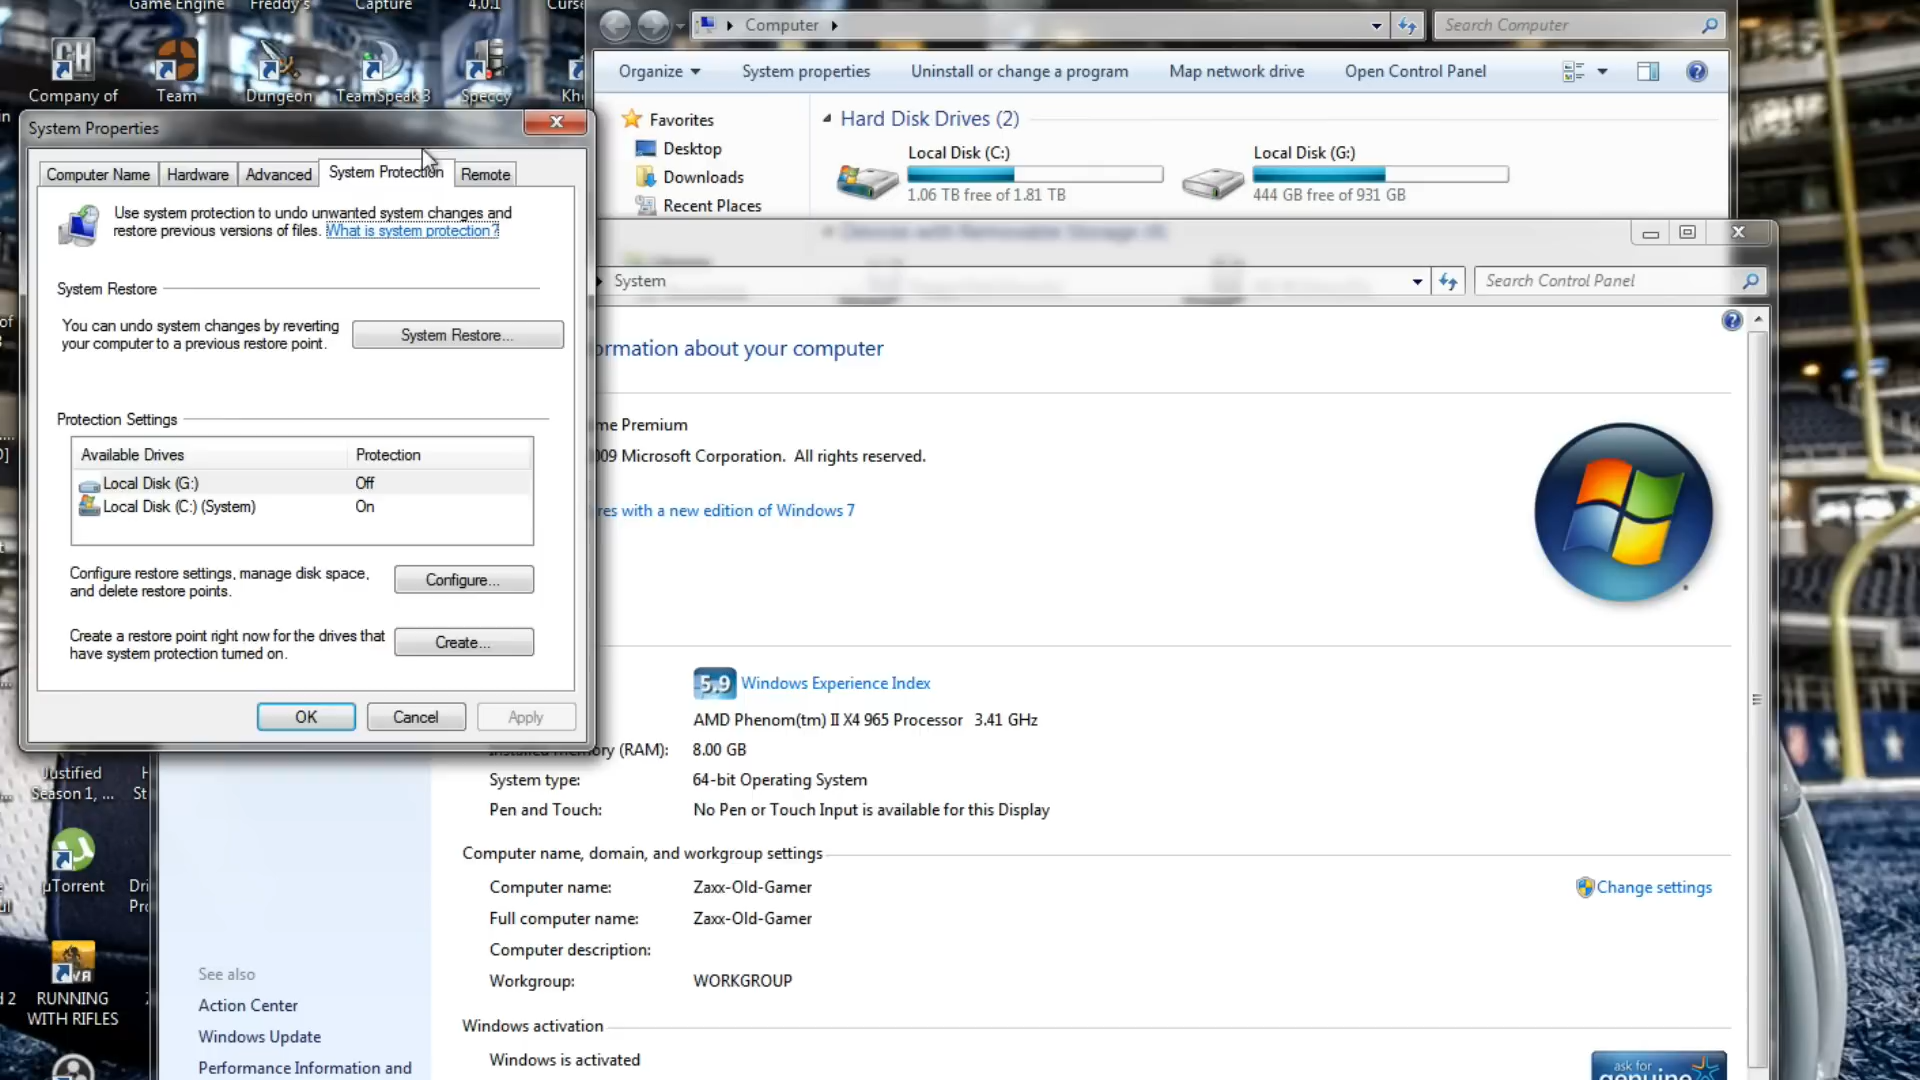 Game Engine
Freddy's
Capture
4.0.1
Curse
Company of
Team
Dungeon
TeamSpeak 3
Speccy
Computer
Search Computer
Organize
System properties
Uninstall or change a program
Map network drive
Open Control Panel
Favorites
Desktop
Downloads
Recent Places
Hard Disk Drives (2)
Local Disk (C:)
1.06 TB free of 1.81 TB
Local Disk (G:)
444 GB free of 931 GB
System Properties
Computer Name
Hardware
Advanced
System Protection
Remote
Use system protection to undo unwanted system changes and
restore previous versions of files. What is system protection?
System Restore
You can undo system changes by reverting
your computer to a previous restore point.
System Restore...
Protection Settings
Available Drives
Protection
Local Disk (G:)
Off
Local Disk (C:) (System)
On
Configure restore settings, manage disk space,
and delete restore points.
Configure...
Create a restore point right now for the drives that
have system protection turned on.
Create...
OK
Cancel
Apply
System
Search Control Panel
rmation about your computer
me Premium
09 Microsoft Corporation. All rights reserved.
res with a new edition of Windows 7
5.9 Windows Experience Index
AMD Phenom(tm) II X4 965 Processor 3.41 GHz
Installed memory (RAM):
8.00 GB
System type:
64-bit Operating System
Pen and Touch:
No Pen or Touch Input is available for this Display
Computer name, domain, and workgroup settings
Computer name:
Zaxx-Old-Gamer
Change settings
Full computer name:
Zaxx-Old-Gamer
Computer description:
Workgroup:
WORKGROUP
Windows activation
Windows is activated
ask for
genuine
See also
Action Center
Windows Update
Performance Information and
Justified
Season 1, ...
µTorrent
RUNNING
WITH RIFLES